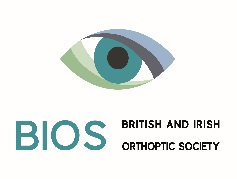 BIOS
BRITISH AND IRISH
ORTHOPTIC SOCIETY